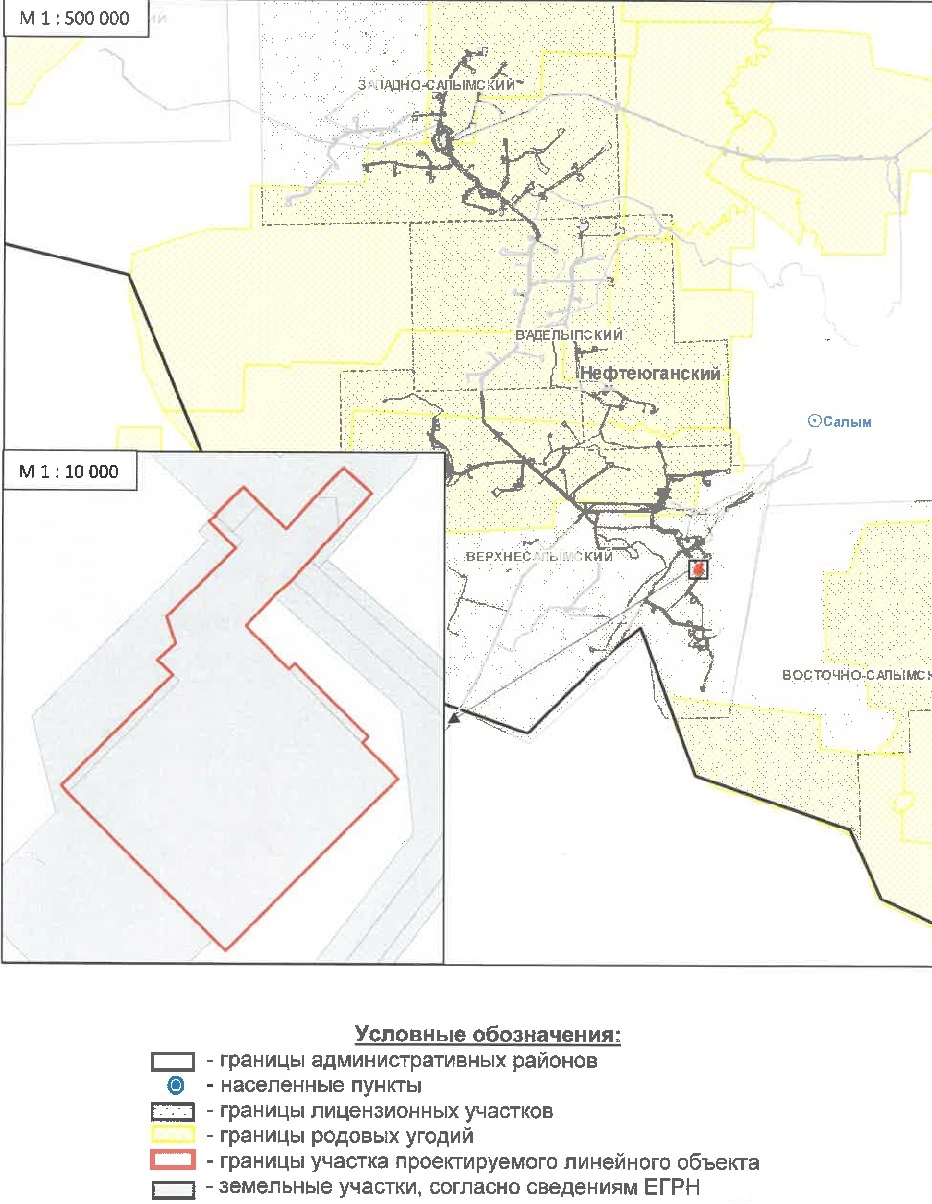 М 1 : 500 000
ЗАПАДНО-САЛЫМСКИЙ
ВАДЕЛЫПСКИЙ
Нефтеюганский
Салым
М 1 : 10 000
ВЕРХНЕСАЛЫМСКИЙ
ВОСТОЧНО-САЛЫМСК
Условные обозначения:
- границы административных районов
- населенные пункты
- границы лицензионных участков
- границы родовых угодий
- границы участка проектируемого линейного объекта
- земельные участки, согласно сведениям ЕГРН